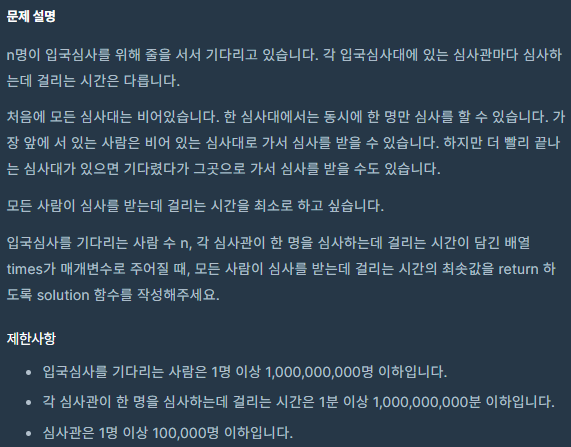 문제 설명
n명이 입국심사를 위해 줄을 서서 기다리고 있습니다. 각 입국심사대에 있는 심사관마다 심사하
는데 걸리는 시간은 다릅니다.
처음에 모든 심사대는 비어있습니다. 한 심사대에서는 동시에 한 명만 심사를 할 수 있습니다. 가
장 앞에 서 있는 사람은 비어 있는 심사대로 가서 심사를 받을 수 있습니다. 하지만 더 빨리 끝나
는 심사대가 있으면 기다렸다가 그곳으로 가서 심사를 받을 수도 있습니다.
모든 사람이 심사를 받는데 걸리는 시간을 최소로 하고 싶습니다.
입국심사를 기다리는 사람 수 n, 각 심사관이 한 명을 심사하는데 걸리는 시간이 담긴 배열
times가 매개변수로 주어질 때, 모든 사람이 심사를 받는데 걸리는 시간의 최솟값을 return 하
도록 solution 함수를 작성해주세요.
제한사항
• 입국심사를 기다리는 사람은 1명 이상 1,000,000,000명 이하입니다.
• 각 심사관이 한 명을 심사하는데 걸리는 시간은 1분 이상 1,000,000,000분 이하입니다.
• 심사관은 1명 이상 100,000명 이하입니다.